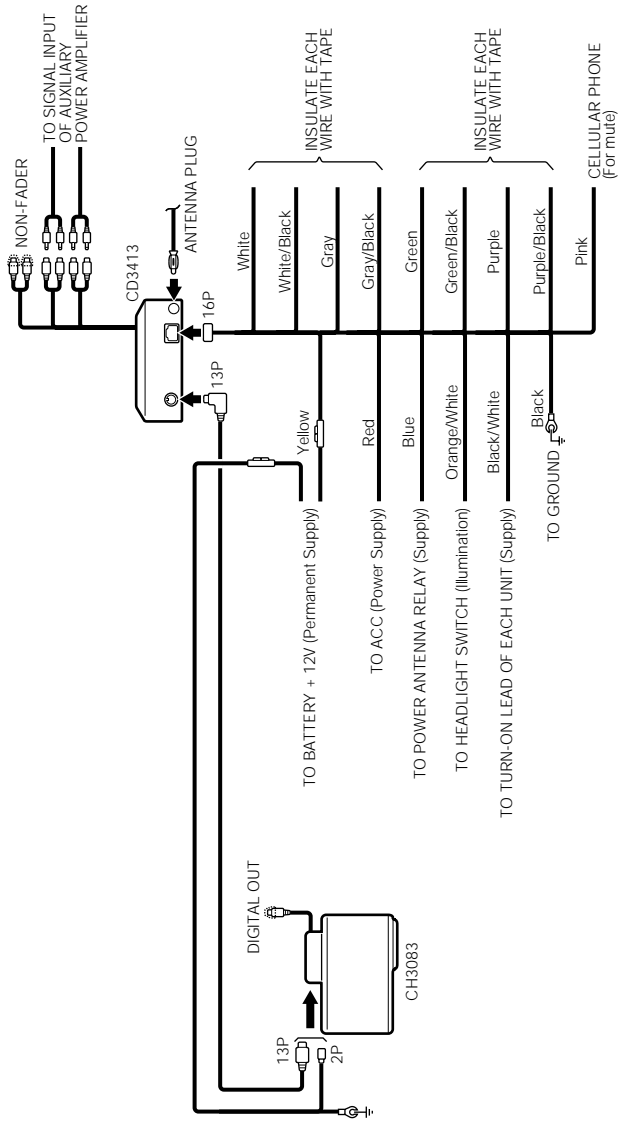 NON-FADER
TO SIGNAL INPUT
OF AUXILIARY
POWER AMPLIFIER
CD3413
ANTENNA PLUG
13P
16P
White
White/Black
Gray
Gray/Black
INSULATE EACH
WIRE WITH TAPE
Green
Green/Black
Purple
Purple/Black
INSULATE EACH
WIRE WITH TAPE
Pink
CELLULAR PHONE
(For mute)
Yellow
TO BATTERY + 12V (Permanent Supply)
Red
TO ACC (Power Supply)
Blue
TO POWER ANTENNA RELAY (Supply)
Orange/White
TO HEADLIGHT SWITCH (Illumination)
Black/White
TO TURN-ON LEAD OF EACH UNIT (Supply)
Black
TO GROUND
DIGITAL OUT
CH3083
13P
2P